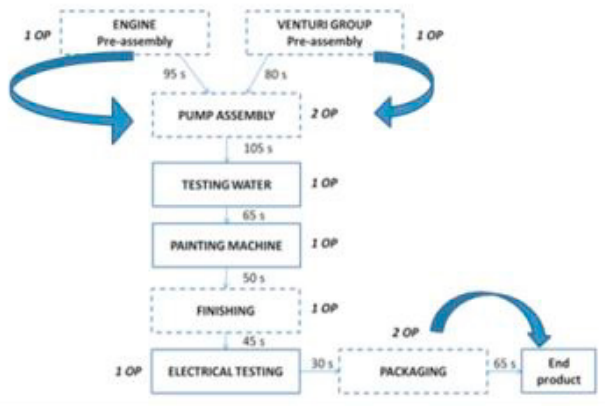 ENGINE
Pre-assembly
1 OP
VENTURI GROUP
Pre-assembly
1 OP
95 s
80 s
PUMP ASSEMBLY
2 OP
105 s
TESTING WATER
1 OP
65 s
PAINTING MACHINE
1 OP
50 s
FINISHING
1 OP
45 s
1 OP
ELECTRICAL TESTING
30 s
2 OP
PACKAGING
65 s
End
product